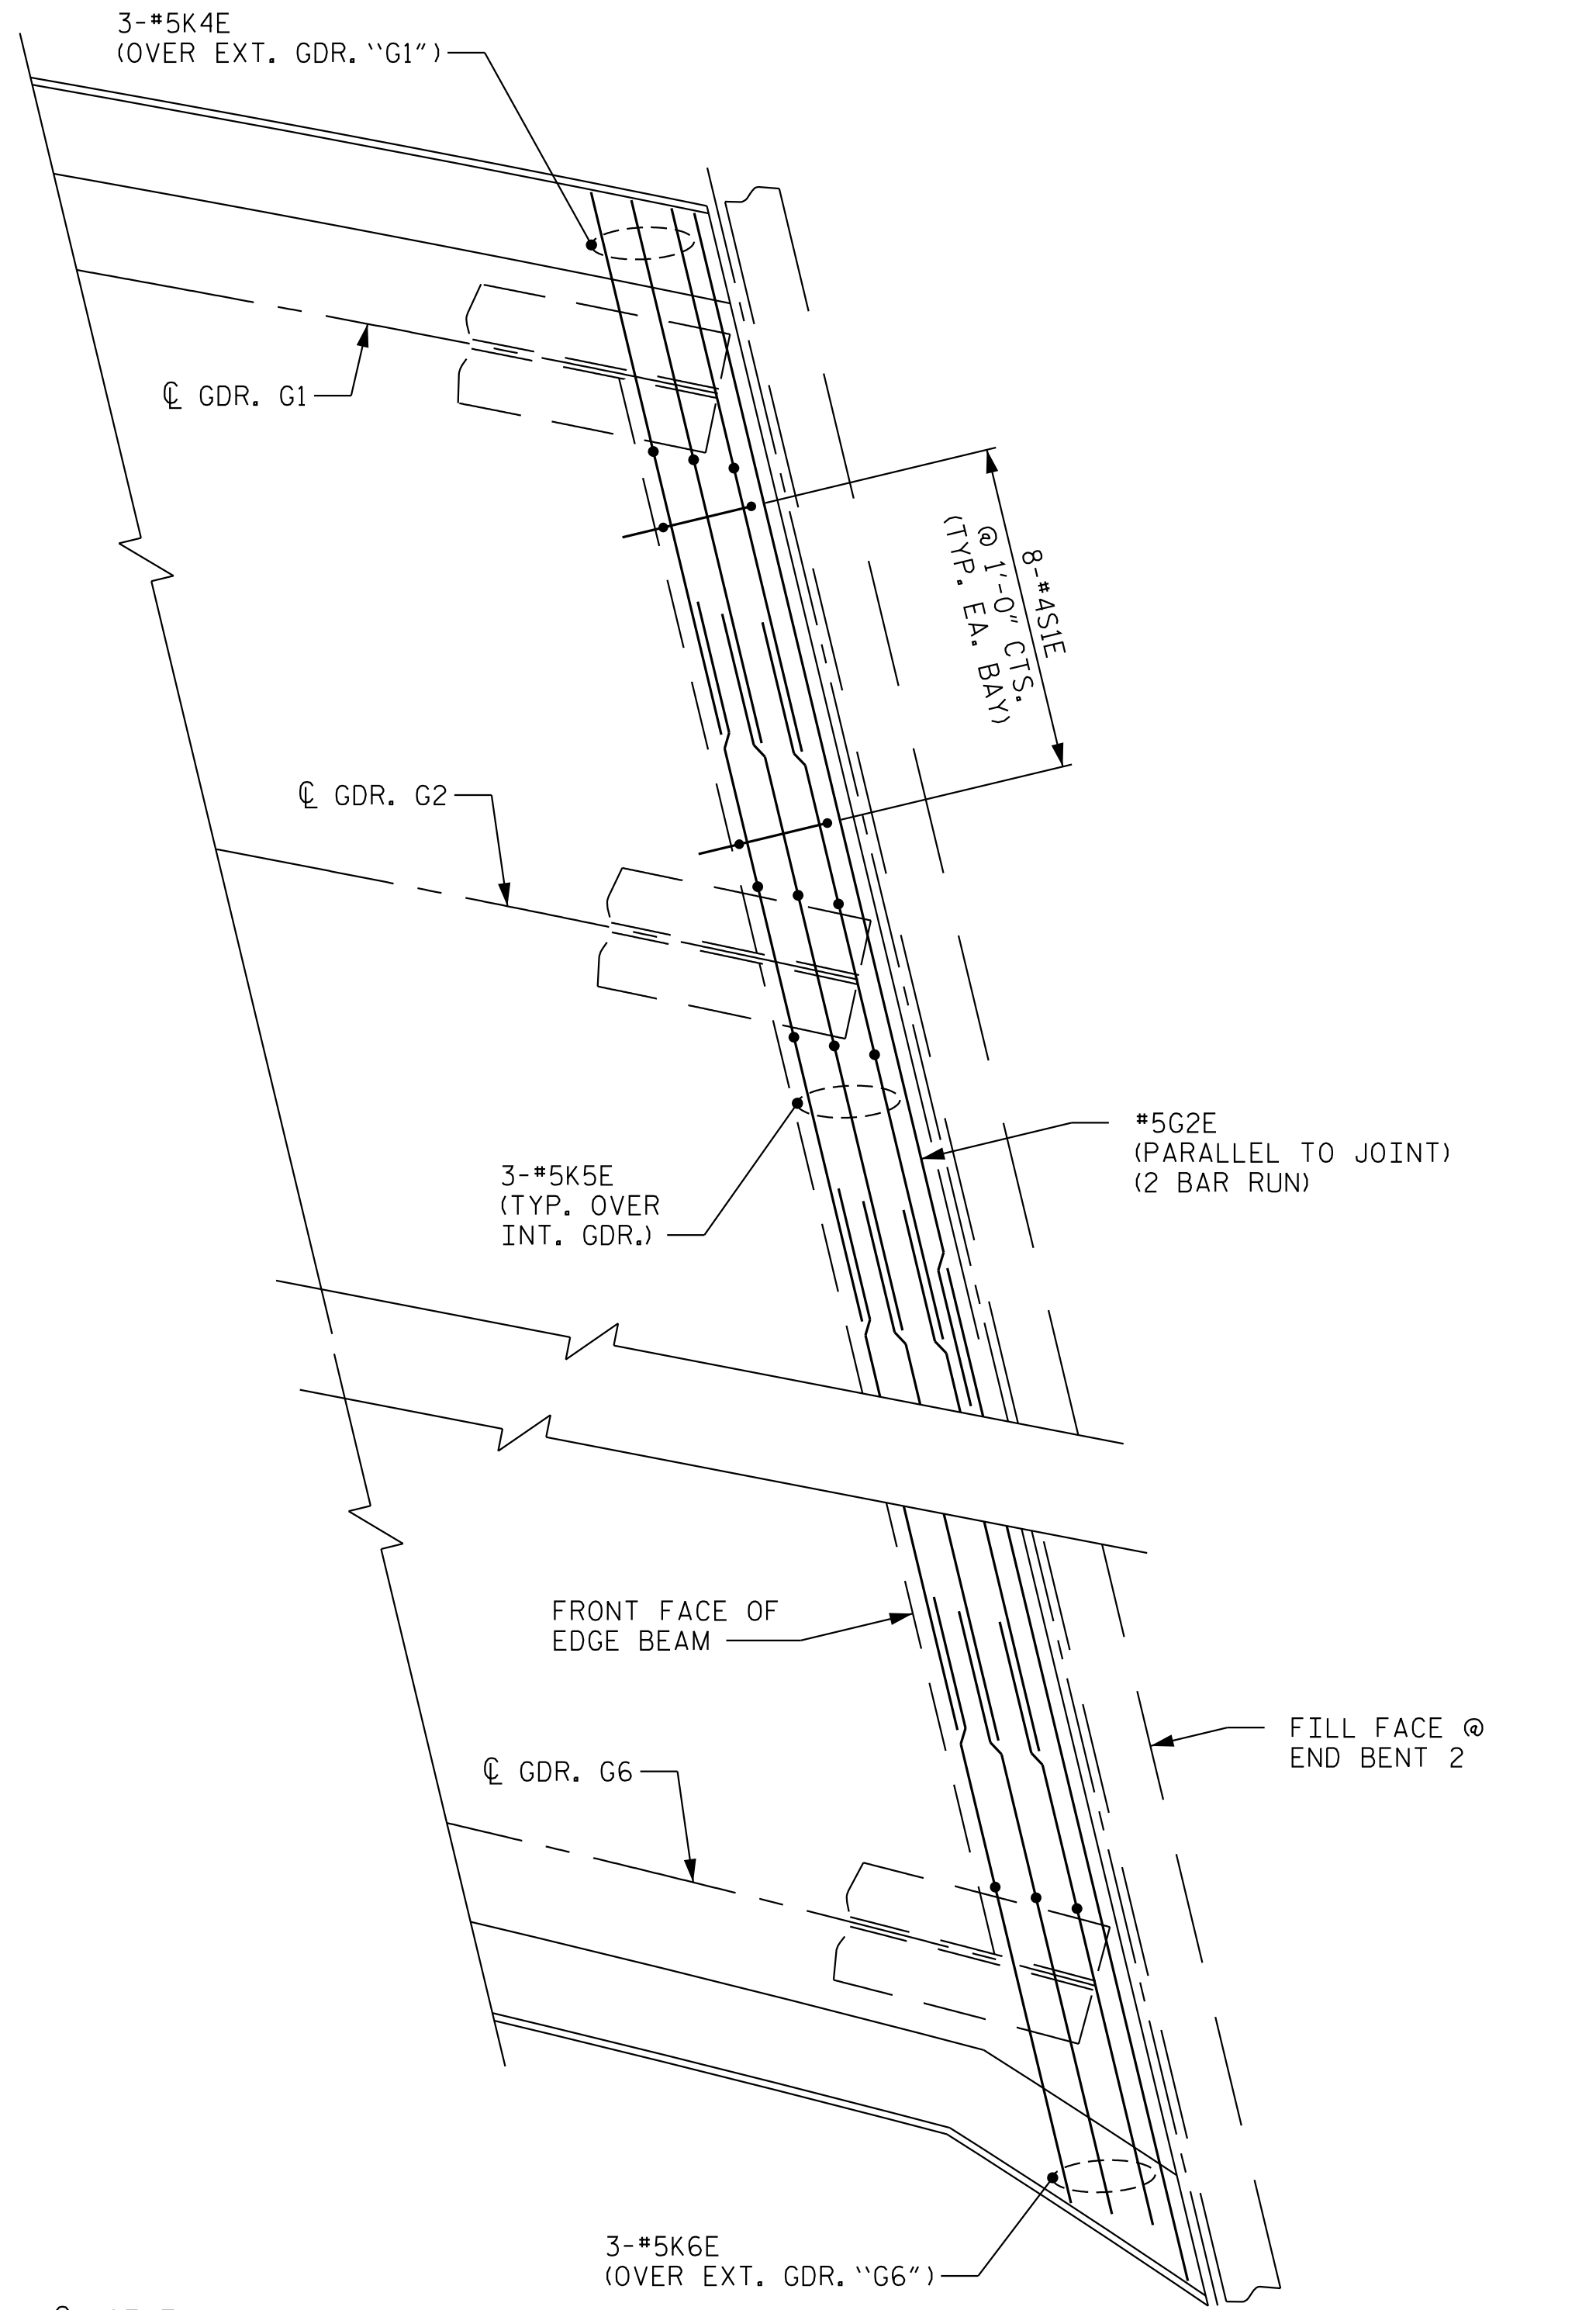 3-#5K4E
(OVER EXT. GDR. ``G1")
℄ GDR. G1
8-#4S1E
@ 1'-0" CTS.
(TYP. EA. BAY)
℄ GDR. G2
#5G2E
(PARALLEL TO JOINT)
(2 BAR RUN)
3-#5K5E
(TYP. OVER
INT. GDR.)
FRONT FACE OF
EDGE BEAM
FILL FACE @
END BENT 2
℄ GDR. G6
3-#5K6E
(OVER EXT. GDR. ``G6")